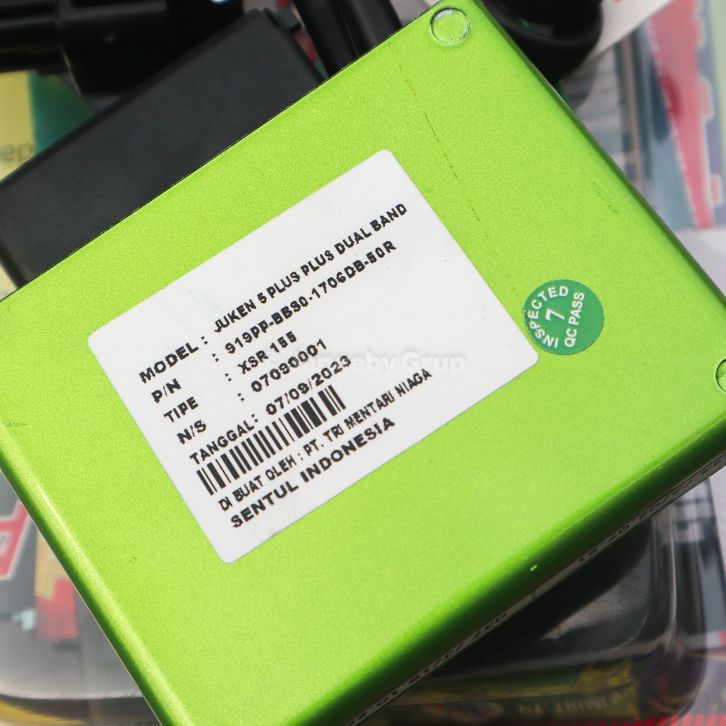 MODEL : JUKEN 5 PLUS PLUS DUAL BAND
P/N : 919PP-BB90-1706DB-50R
TIPE : XSR 155
N/S : 07090001
TANGGAL: 07/09/2023
DI BUAT OLEH : PT. TRI MENTARI NIAGA
SENTUL INDONESIA
INSPECTED
7
QC PASS